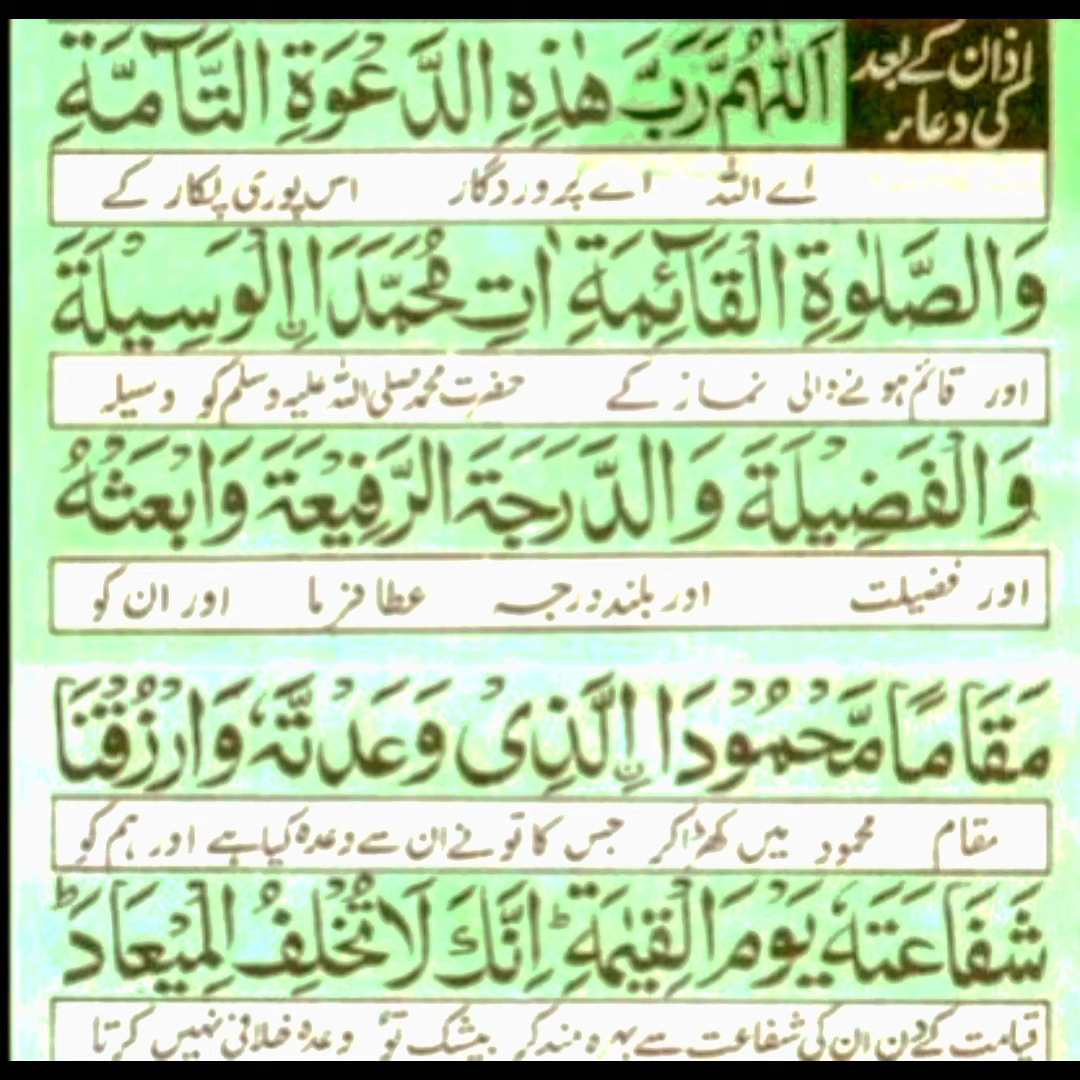 اذان کے بعد
کی دعاء
اَللّٰهُمَّ رَبَّ هٰذِهِ الدَّعْوَةِ التَّآمَّةِ
اے اللہ اے پروردگار اس پوری پکار کے
وَالصَّلٰوةِ الْقَآئِمَةِ اٰتِ مُحَمَّدَا ِۨالْوَسِيْلَةَ
اور قائم ہونے والی نماز کے حضرت محمد صلی اللہ علیہ وسلم کو وسیلہ
وَالْفَضِيْلَةَ وَالدَّرَجَةَ الرَّفِيْعَةَ وَابْعَثْهُ
اور فضیلت اور بلند درجہ عطا فرما اور ان کو
مَقَامًا مَّحْمُوْدَا ِۨالَّذِیْ وَعَدْتَّهٗ وَارْزُقْنَا
مقام محمود میں کھڑا کر جس کا تو نے ان سے وعدہ کیا ہے اور ہم کو
شَفَاعَتَهٗ يَوْمَ الْقِيٰمَةِ ؕ اِنَّكَ لَا تُخْلِفُ الْمِيْعَادَ ؕ
قیامت کے دن ان کی شفاعت سے بہرہ مند کر بیشک تو وعدہ خلافی نہیں کرتا